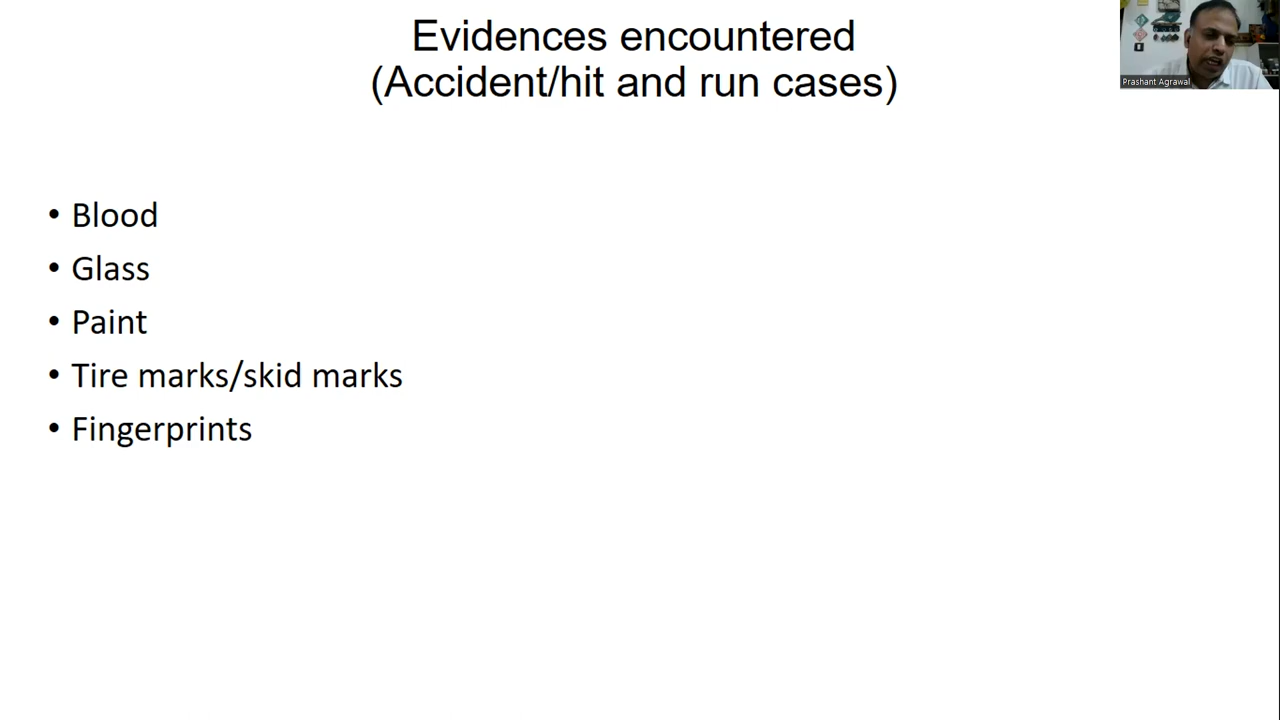 Evidences encountered
(Accident/hit and run cases)
Prashant Agrawal
• Blood
• Glass
• Paint
• Tire marks/skid marks
• Fingerprints